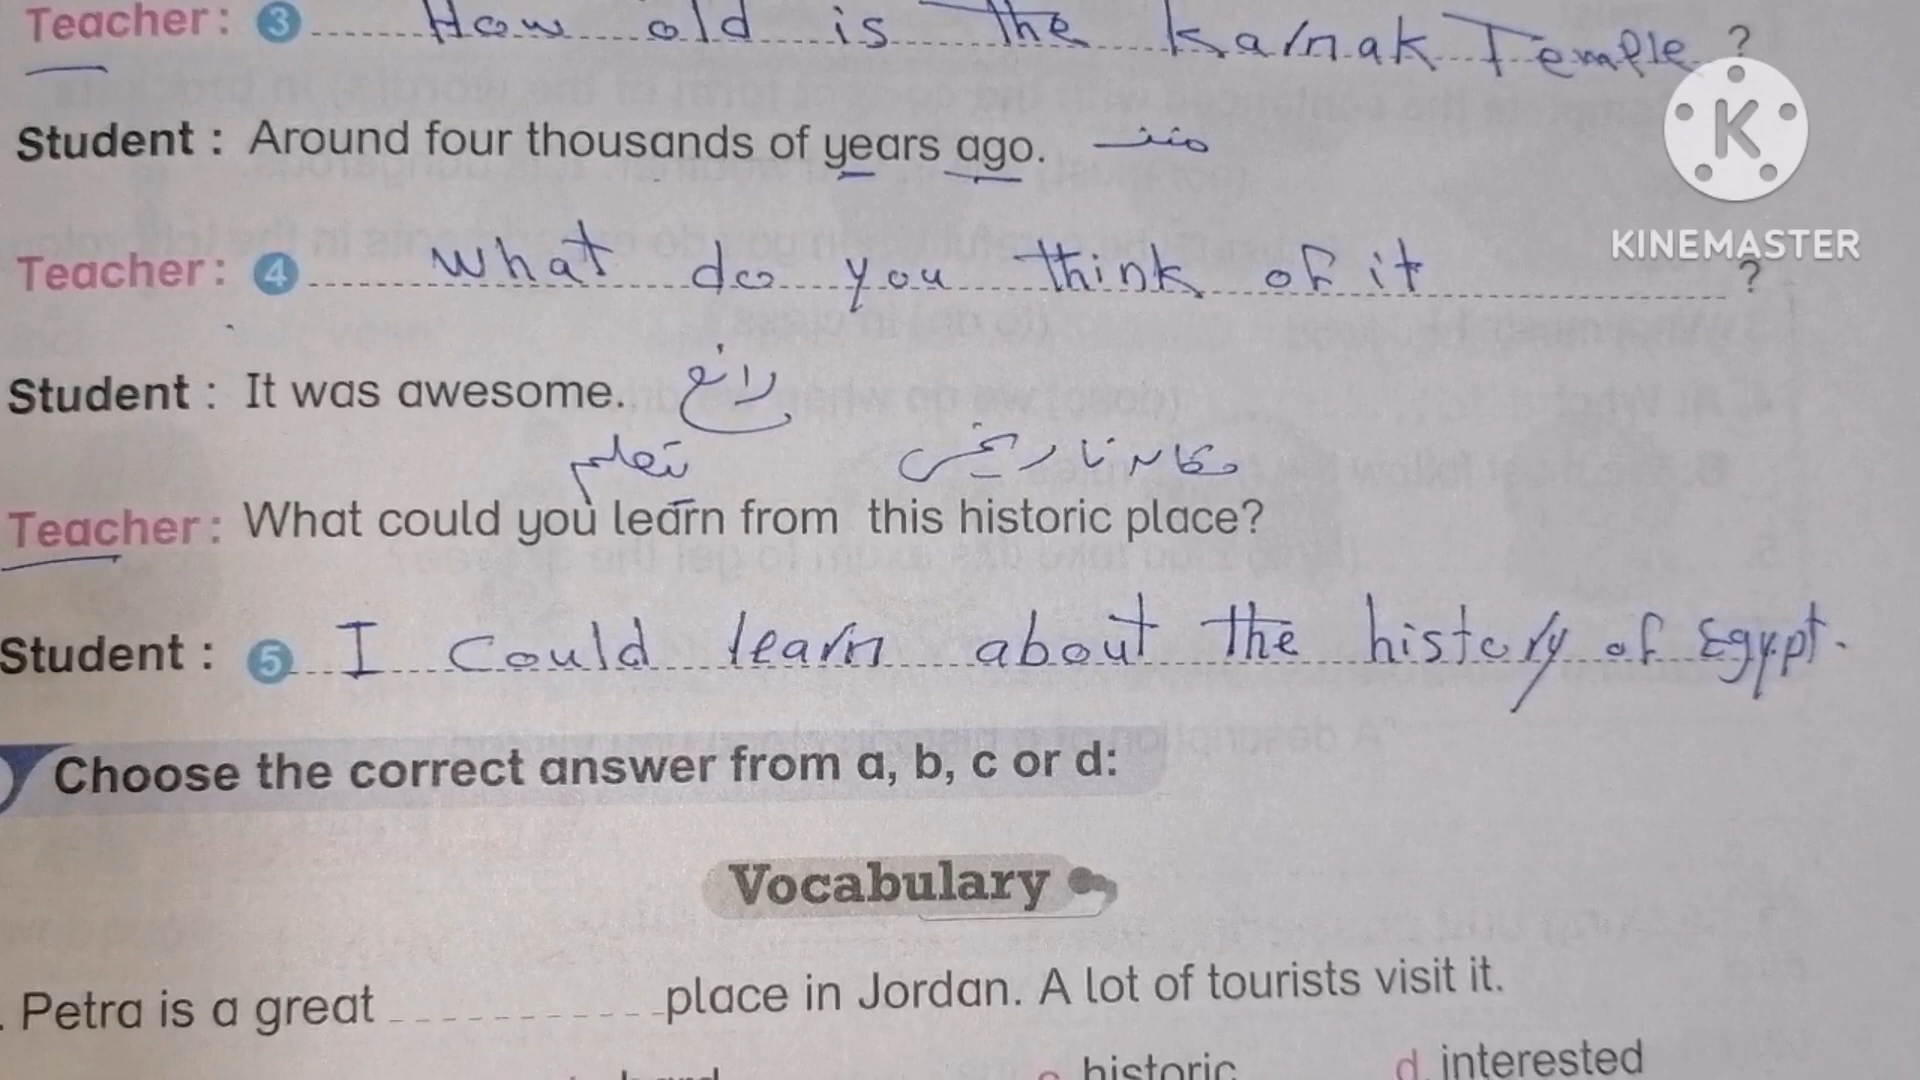 Teacher: 3 How old is the Karnak Temple ?
Student : Around four thousands of years ago. منذ
KINEMASTER
Teacher: 4 What do you think of it ?
Student : It was awesome. رائع
تتعلم مكان تاريخى
Teacher: What could you learn from this historic place?
Student : 5 I could learn about the history of Egypt.
Choose the correct answer from a, b, c or d:
Vocabulary
. Petra is a great place in Jordan. A lot of tourists visit it.
c historic d interested